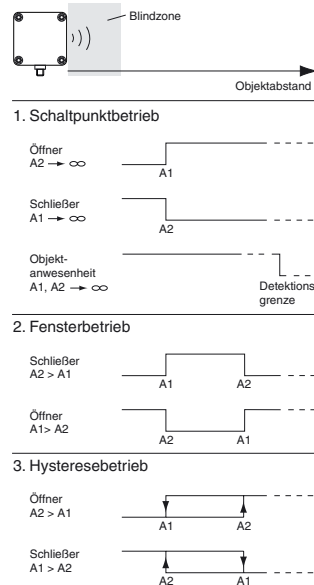 Blindzone
Objektabstand
1. Schaltpunktbetrieb
Öffner
A2 → ∞
A1
Schließer
A1 → ∞
A2
Objekt-
anwesenheit
A1, A2 → ∞
Detektions
grenze
2. Fensterbetrieb
Schließer
A2 > A1
A1 A2
Öffner
A1> A2
A2 A1
3. Hysteresebetrieb
Öffner
A2 > A1
A1 A2
Schließer
A1 > A2
A2 A1